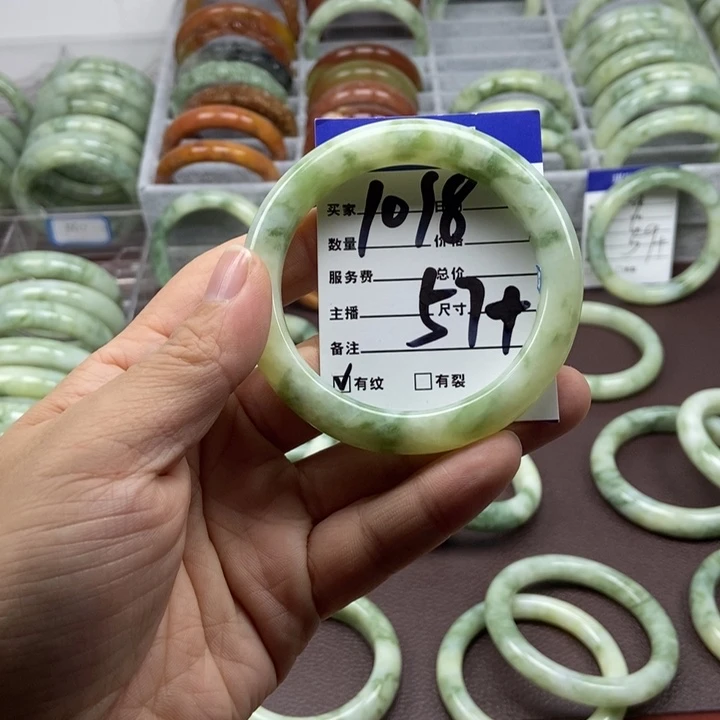 买家 1018 日
数量 价格
服务费 总价
主播 尺寸 57+
备注
☑有纹 ☐有裂